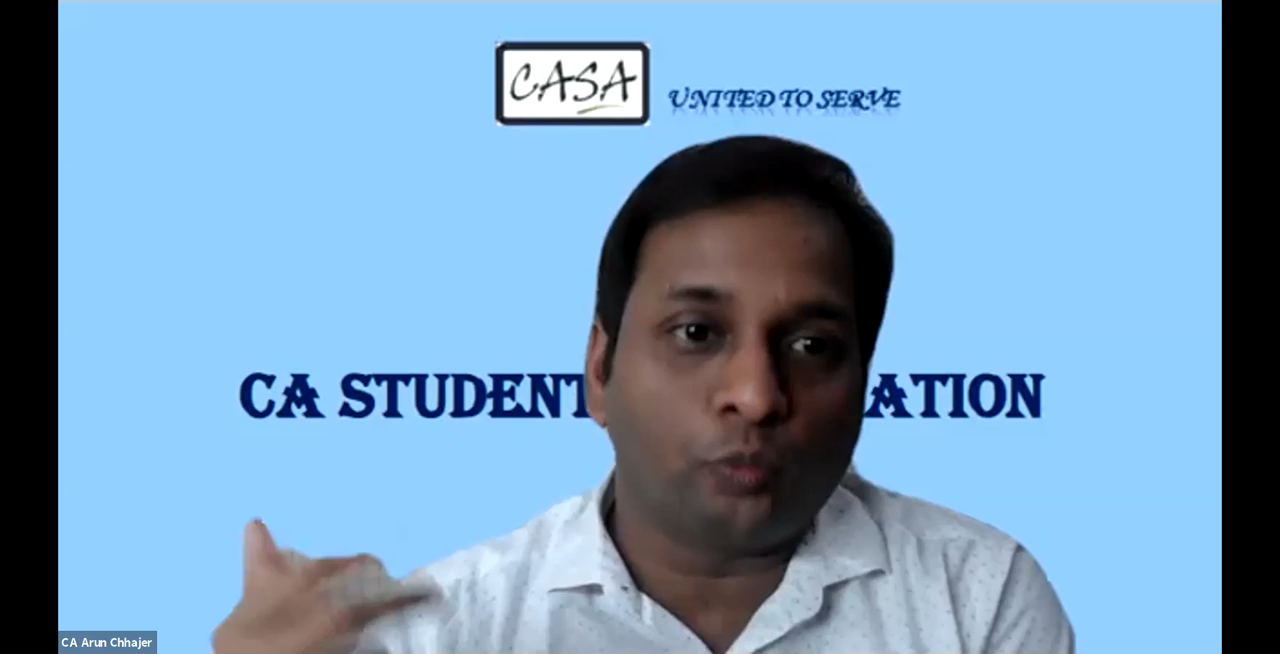 CASA
UNITED TO SERVE
CA STUDENT ATION
CA Arun Chhajer